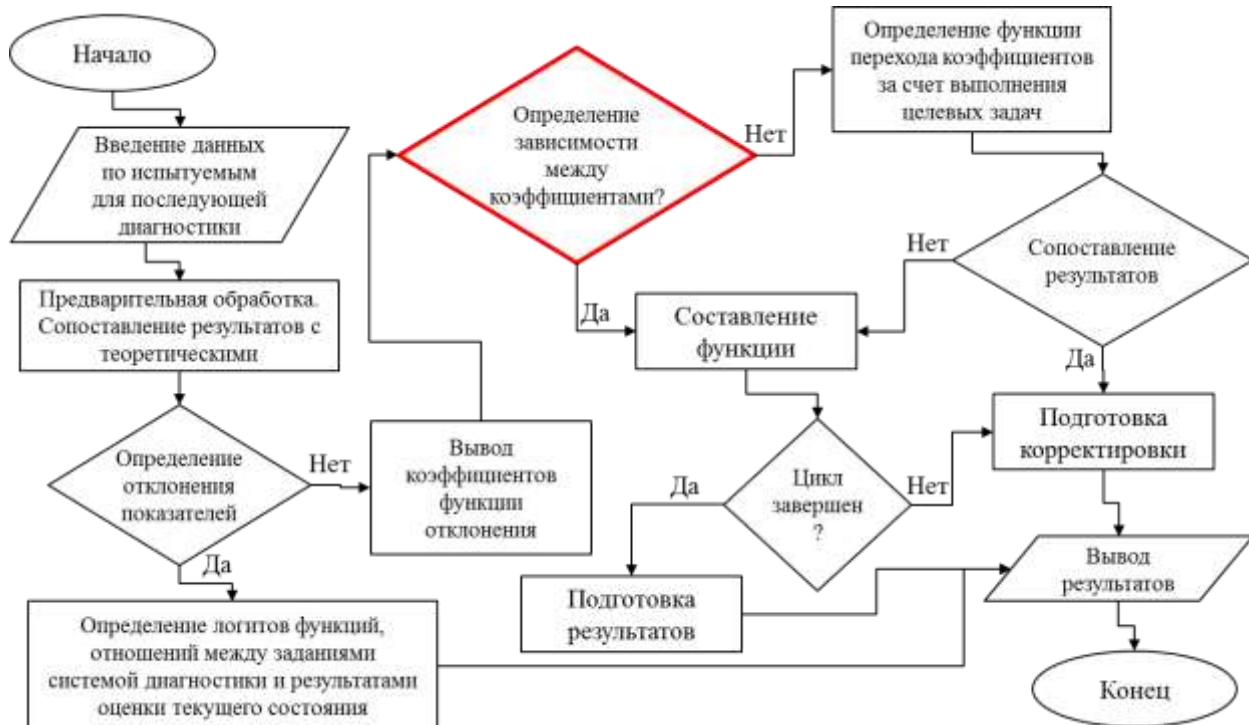 Начало
Введение данных
по испытуемым
для последующей
диагностики
Предварительная обработка.
Сопоставление результатов с
теоретическими
Определение
отклонения
показателей
Нет
Да
Вывод
коэффициентов
функции
отклонения
Определение логитов функций,
отношений между заданиями
системой диагностики и результатами
оценки текущего состояния
Определение
зависимости
между
коэффициентами?
Нет
Да
Определение функции
перехода коэффициентов
за счет выполнения
целевых задач
Сопоставление
результатов
Нет
Да
Составление
функции
Цикл
завершен
?
Да
Нет
Подготовка
результатов
Подготовка
корректировки
Вывод
результатов
Конец